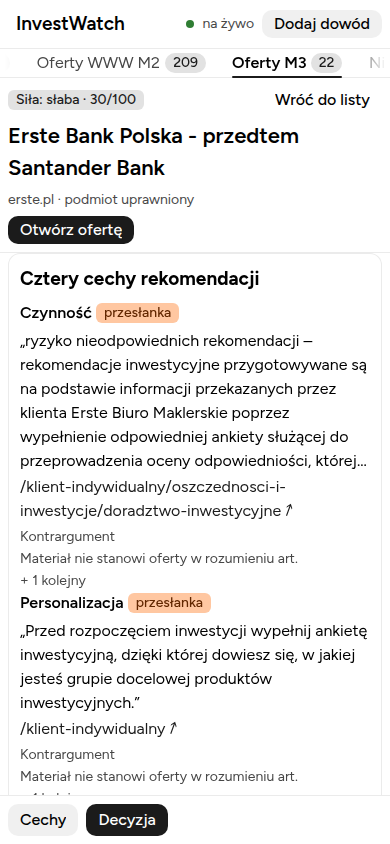 InvestWatch
na żywo
Dodaj dowód
Oferty WWW M2 209
Oferty M3 22
Siła: słaba · 30/100
Wróć do listy
Erste Bank Polska - przedtem
Santander Bank
erste.pl · podmiot uprawniony
Otwórz ofertę
Cztery cechy rekomendacji
Czynność przesłanka
„ryzyko nieodpowiednich rekomendacji –
rekomendacje inwestycyjne przygotowywane są
na podstawie informacji przekazanych przez
klienta Erste Biuro Maklerskie poprzez
wypełnienie odpowiedniej ankiety służącej do
przeprowadzenia oceny odpowiedniości, której…
/klient-indywidualny/oszczednosci-i-
inwestycje/doradztwo-inwestycyjne ↗
Kontrargument
Materiał nie stanowi oferty w rozumieniu art.
+ 1 kolejny
Personalizacja przesłanka
„Przed rozpoczęciem inwestycji wypełnij ankietę
inwestycyjną, dzięki której dowiesz się, w jakiej
jesteś grupie docelowej produktów
inwestycyjnych.”
/klient-indywidualny ↗
Kontrargument
Materiał nie stanowi oferty w rozumieniu art.
Cechy
Decyzja